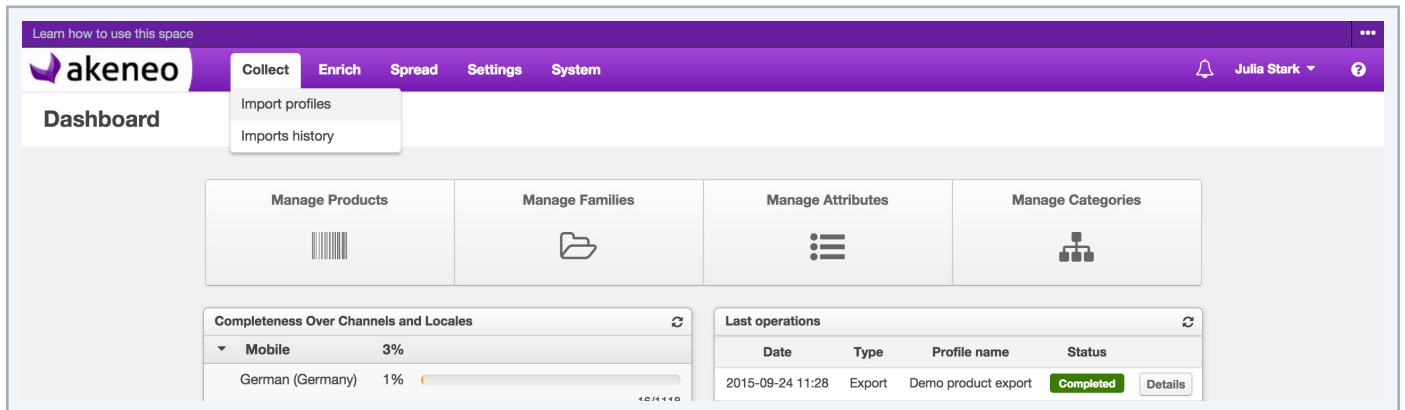 Learn how to use this space
akeneo Collect Enrich Spread Settings System Julia Stark
Import profiles
Dashboard
Imports history
Manage Products Manage Families Manage Attributes Manage Categories
Completeness Over Channels and Locales
Mobile 3%
German (Germany) 1%
16/1118
Last operations
Date Type Profile name Status
2015-09-24 11:28 Export Demo product export Completed Details